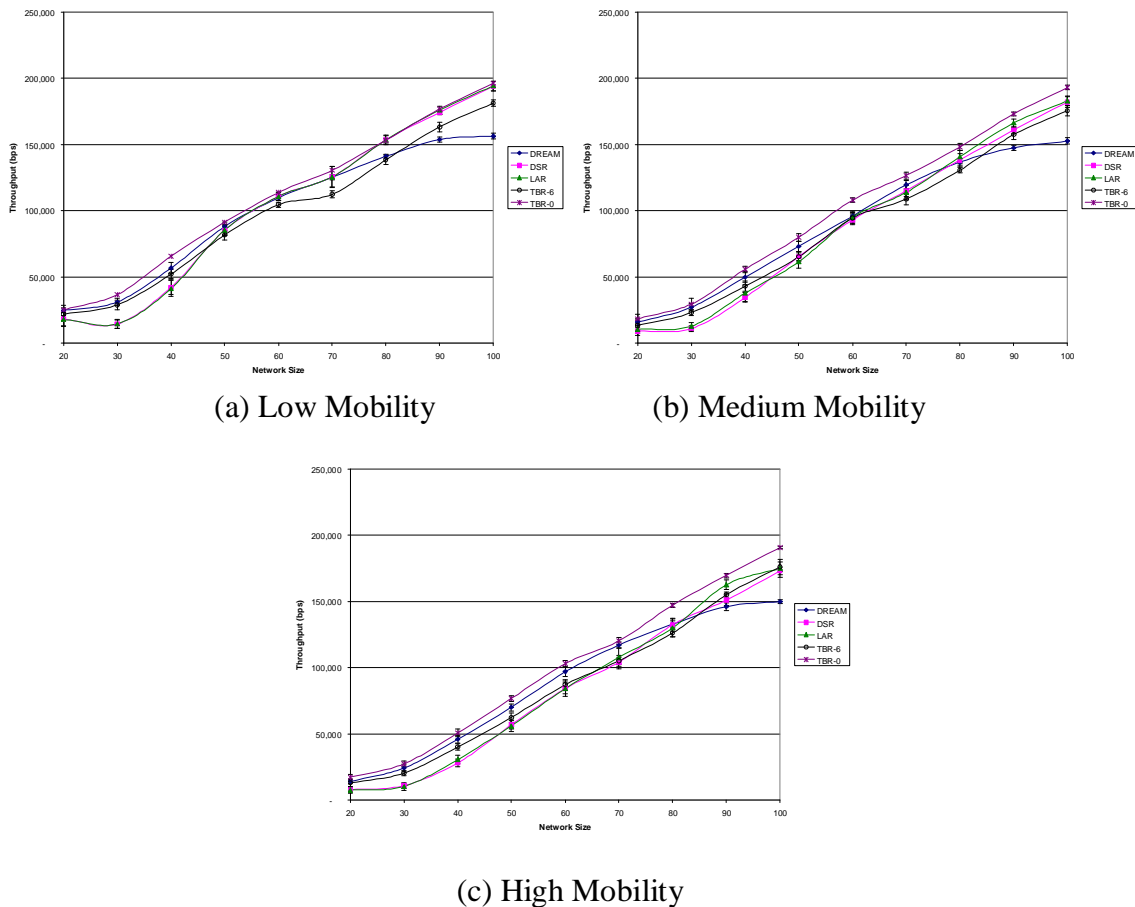 250,000
200,000
150,000
100,000
50,000
-
Throughput (bps)
20 30 40 50 60 70 80 90 100
Network Size
DREAM
DSR
LAR
TBR-6
TBR-0
(a) Low Mobility
250,000
200,000
150,000
100,000
50,000
-
Throughput (bps)
20 30 40 50 60 70 80 90 100
Network Size
DREAM
DSR
LAR
TBR-6
TBR-0
(b) Medium Mobility
250,000
200,000
150,000
100,000
50,000
-
Throughput (bps)
20 30 40 50 60 70 80 90 100
Network Size
DREAM
DSR
LAR
TBR-6
TBR-0
(c) High Mobility